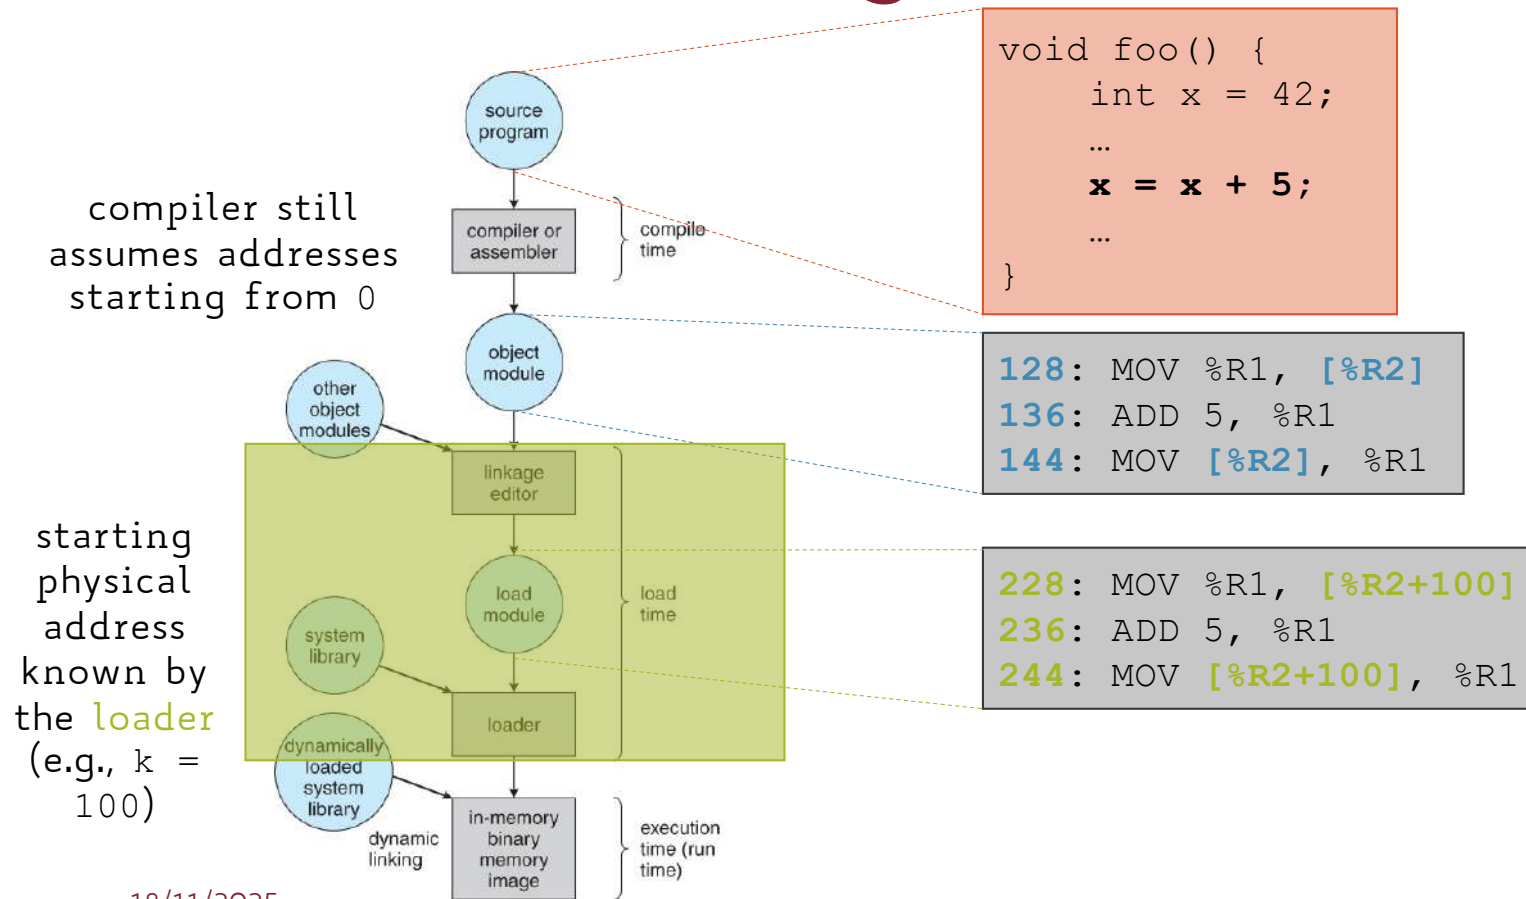 void foo() {
int x = 42;
…
x = x + 5;
…
}
source
program
compiler still
assumes addresses
starting from 0
compiler or
assembler
compile
time
object
module
128: MOV %R1, [%R2]
136: ADD 5, %R1
144: MOV [%R2], %R1
other
object
modules
linkage
editor
starting
physical
address
known by
the loader
(e.g., k =
100)
load
module
load
time
228: MOV %R1, [%R2+100]
236: ADD 5, %R1
244: MOV [%R2+100], %R1
system
library
loader
dynamically
loaded
system
library
dynamic
linking
in-memory
binary
memory
image
execution
time (run
time)
18/11/2025